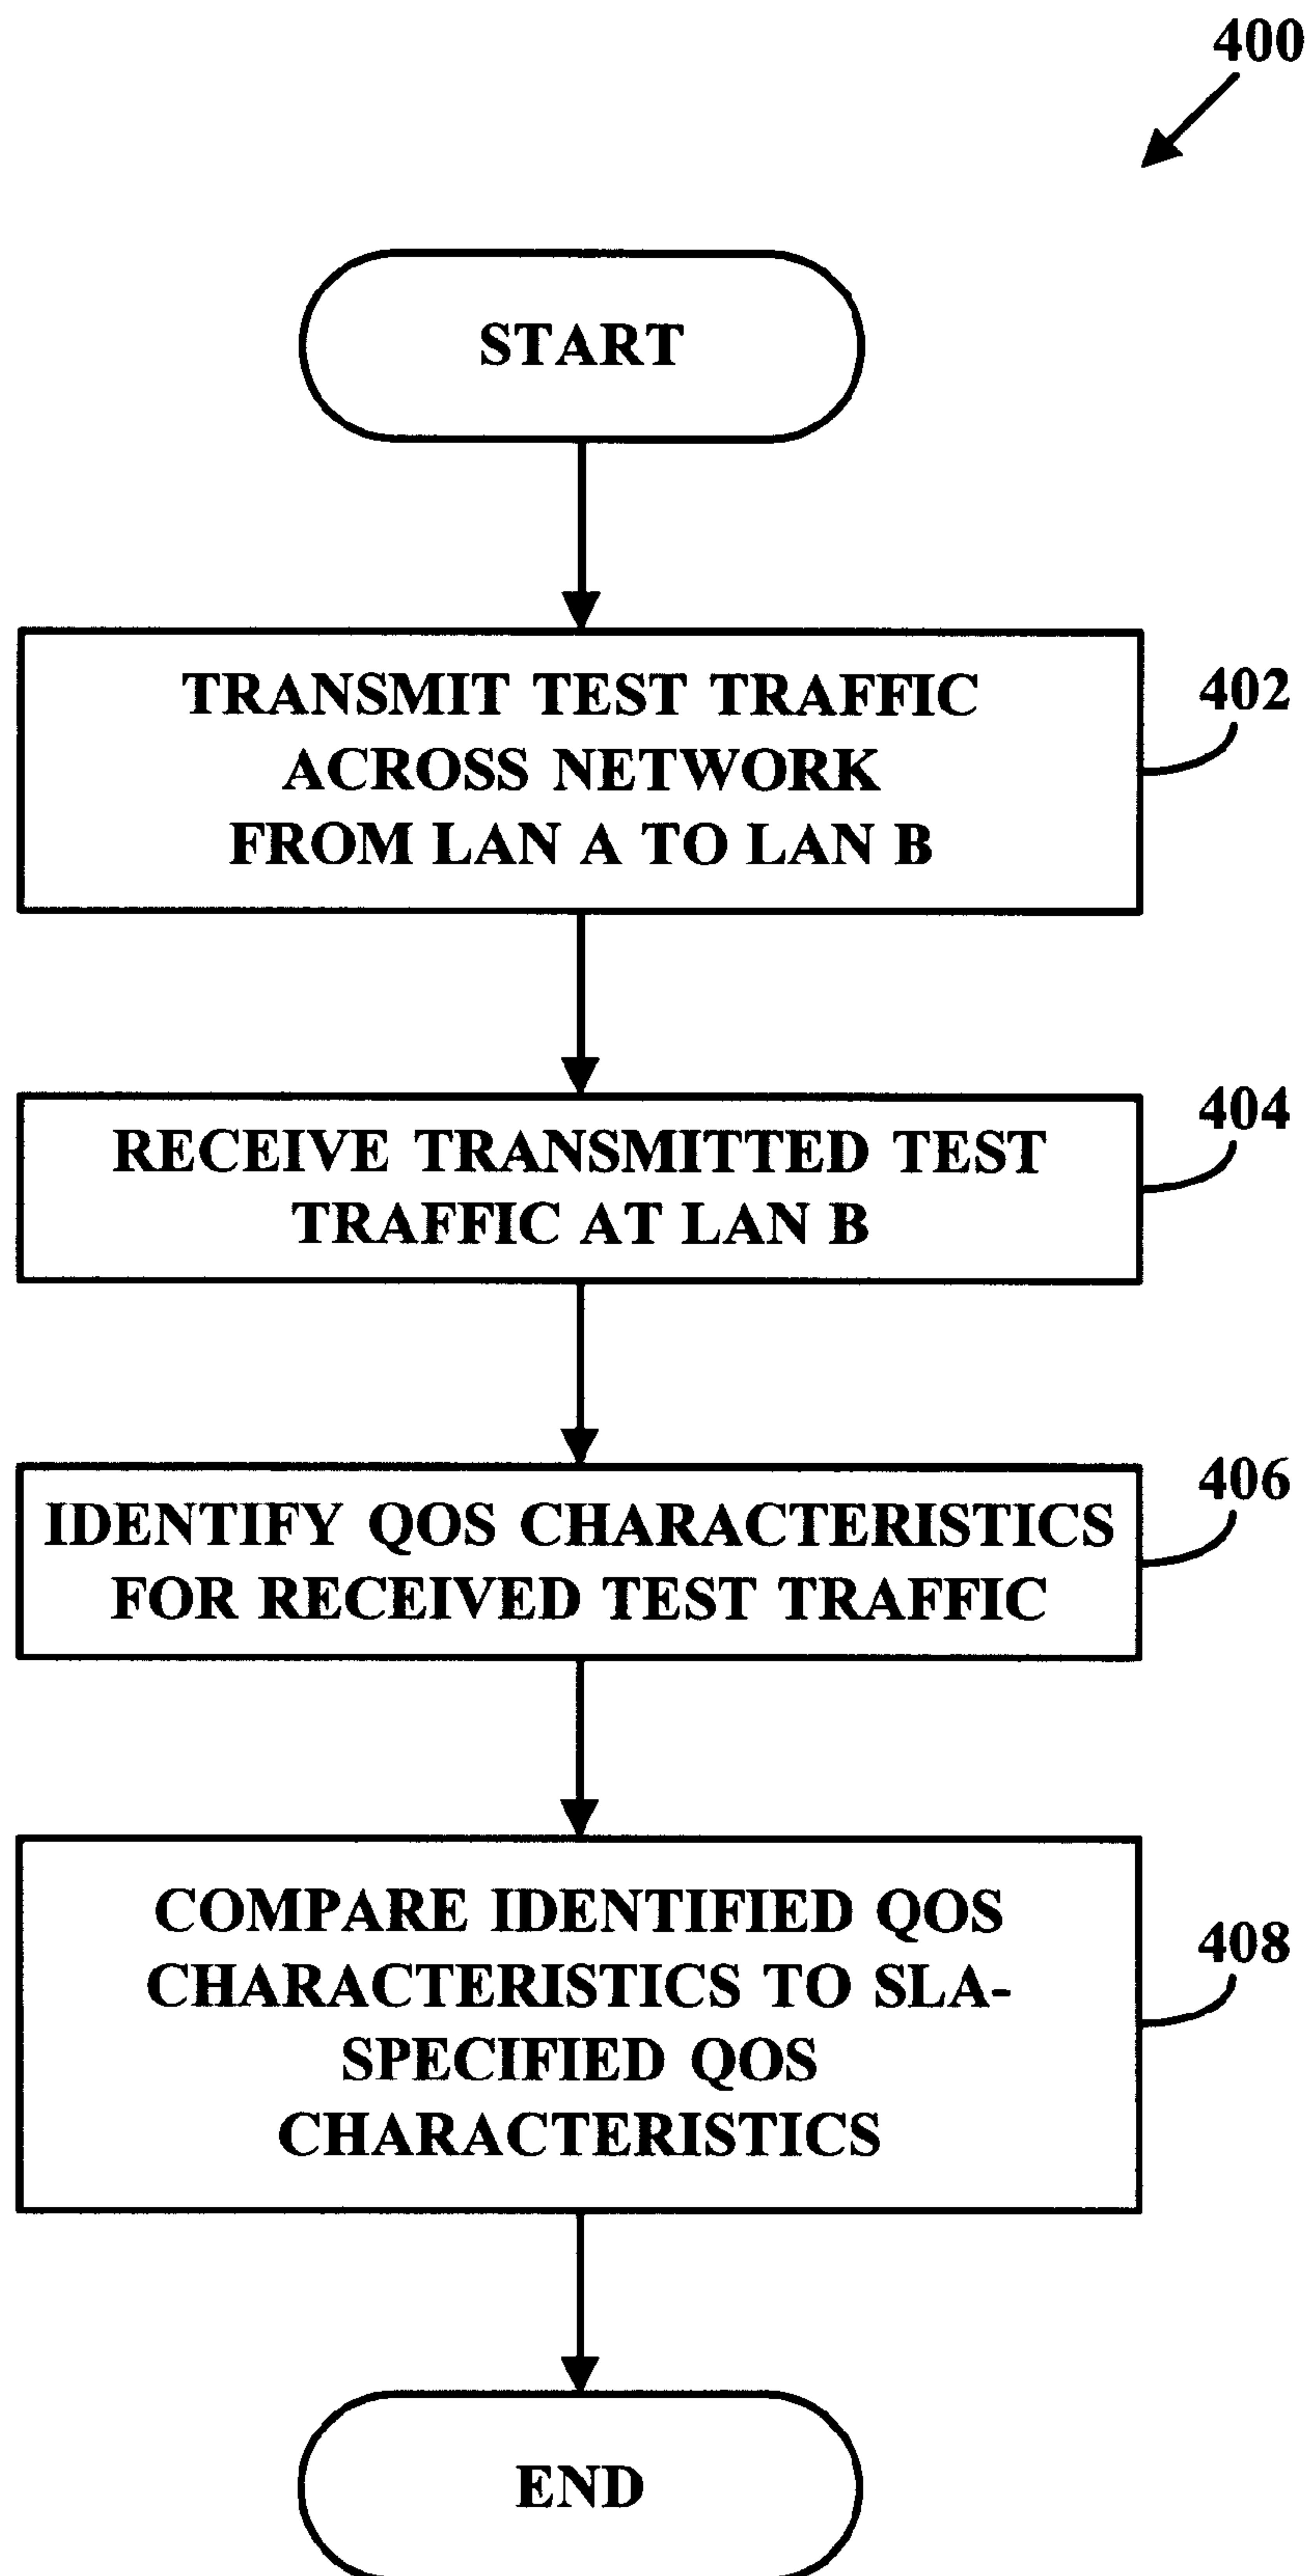 400
START
TRANSMIT TEST TRAFFIC
ACROSS NETWORK
FROM LAN A TO LAN B
402
RECEIVE TRANSMITTED TEST
TRAFFIC AT LAN B
404
IDENTIFY QOS CHARACTERISTICS
FOR RECEIVED TEST TRAFFIC
406
COMPARE IDENTIFIED QOS
CHARACTERISTICS TO SLA-
SPECIFIED QOS
CHARACTERISTICS
408
END